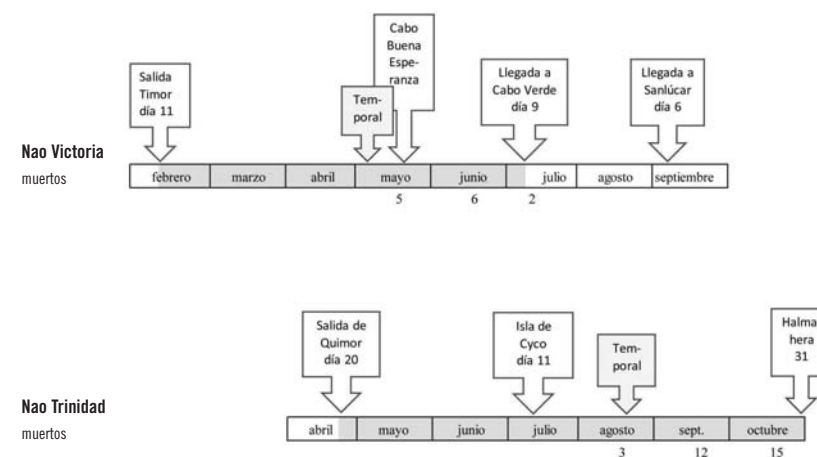 Cabo
Buena
Espe-
ranza
Salida
Timor
día 11
Tem-
poral
Llegada a
Cabo Verde
día 9
Llegada a
Sanlúcar
día 6
Nao Victoria
muertos
febrero marzo abril mayo junio julio agosto septiembre
5 6 2
Salida de
Quimor
día 20
Isla de
Cyco
día 11
Tem-
poral
Halma
hera
31
Nao Trinidad
muertos
abril mayo junio julio agosto sept. octubre
3 12 15